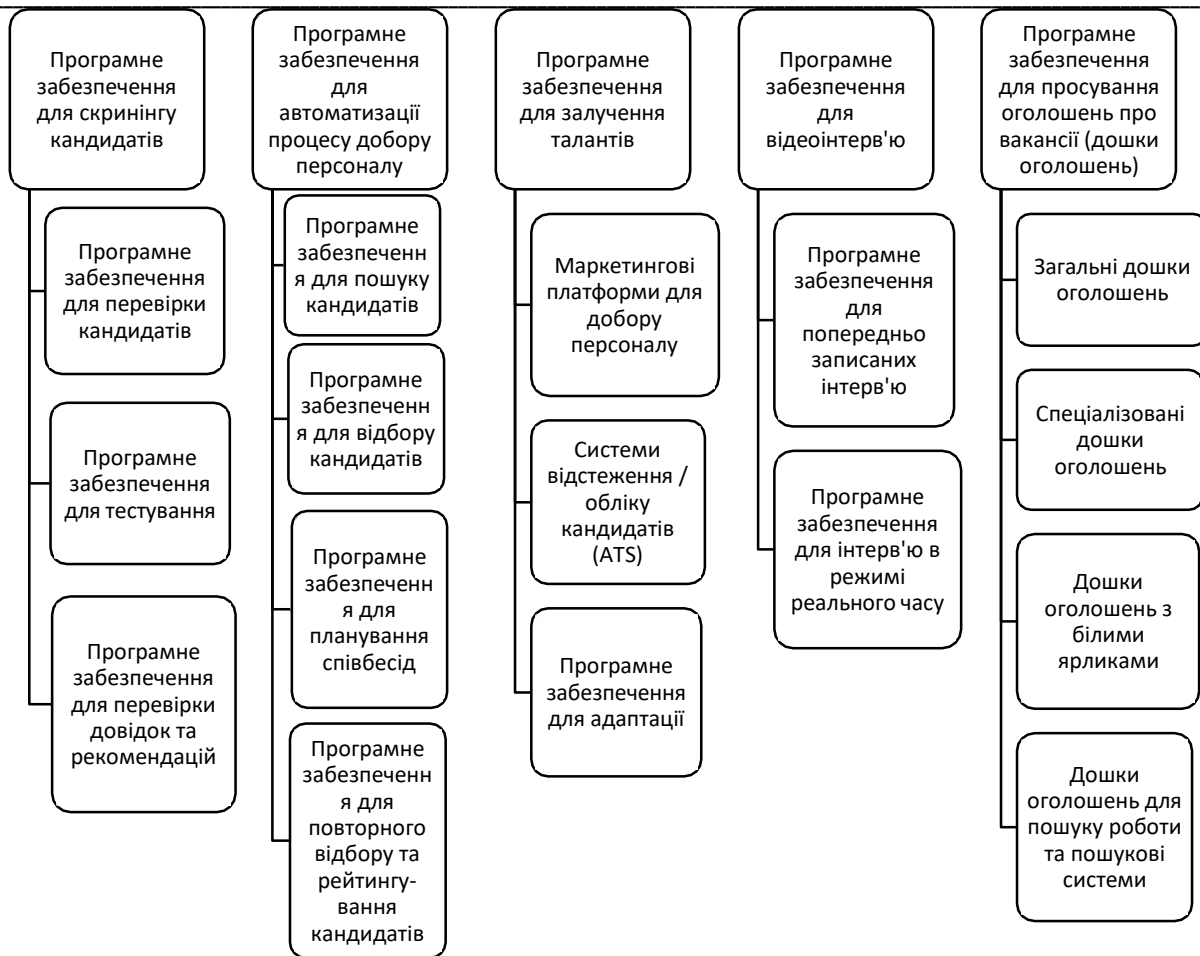 Програмне
забезпечення
для скринінгу
кандидатів
Програмне
забезпечення
для перевірки
кандидатів
Програмне
забезпечення
для тестування
Програмне
забезпечення
для перевірки
довідок та
рекомендацій
Програмне
забезпечення
для
автоматизації
процесу добору
персоналу
Програмне
забезпеченн
я для пошуку
кандидатів
Програмне
забезпеченн
я для відбору
кандидатів
Програмне
забезпеченн
я для
планування
співбесід
Програмне
забезпеченн
я для
повторного
відбору та
рейтингу-
вання
кандидатів
Програмне
забезпечення
для залучення
талантів
Маркетингові
платформи для
добору
персоналу
Системи
відстеження /
обліку
кандидатів
(ATS)
Програмне
забезпечення
для адаптації
Програмне
забезпечення
для
відеоінтерв'ю
Програмне
забезпечення
для
попередньо
записаних
інтерв'ю
Програмне
забезпечення
для інтерв'ю в
режимі
реального часу
Програмне
забезпечення
для просування
оголошень про
вакансії (дошки
оголошень)
Загальні дошки
оголошень
Спеціалізовані
дошки
оголошень
Дошки
оголошень з
білими
ярликами
Дошки
оголошень для
пошуку роботи
та пошукові
системи